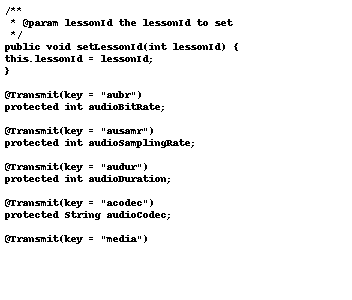 /**
* @param lessonId the lessonId to set
*/
public void setLessonId(int lessonId) {
this.lessonId = lessonId;
}
@Transmit(key = "aubr")
protected int audioBitRate;
@Transmit(key = "ausamr")
protected int audioSamplingRate;
@Transmit(key = "audur")
protected int audioDuration;
@Transmit(key = "acodec")
protected String audioCodec;
@Transmit(key = "media")